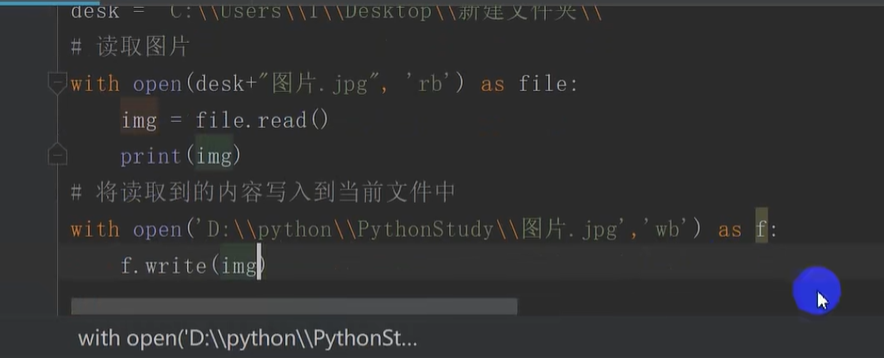 desk = "C:\\Users\\1\\Desktop\\新建文件夹\\
# 读取图片
with open(desk+"图片.jpg", 'rb') as file:
img = file.read()
print(img)
# 将读取到的内容写入到当前文件中
with open('D:\\python\\PythonStudy\\图片.jpg','wb') as f:
f.write(img)
with open('D:\\python\\PythonSt...